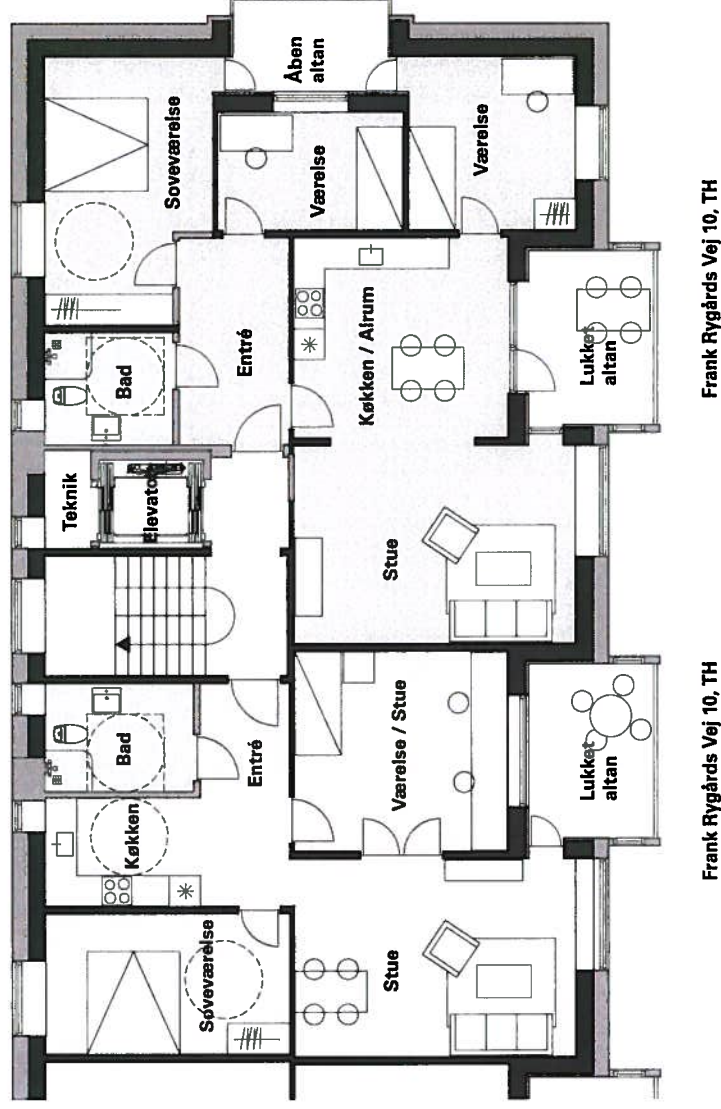 Soveværelse
Åben
altan
Værelse
Værelse
Bad
Entré
Køkken / Alrum
Lukket
altan
Teknik
Elevator
Stue
Bad
Entré
Værelse / Stue
Lukket
altan
Køkken
Soveværelse
Stue
Frank Rygårds Vej 10, TH
Frank Rygårds Vej 10, TH